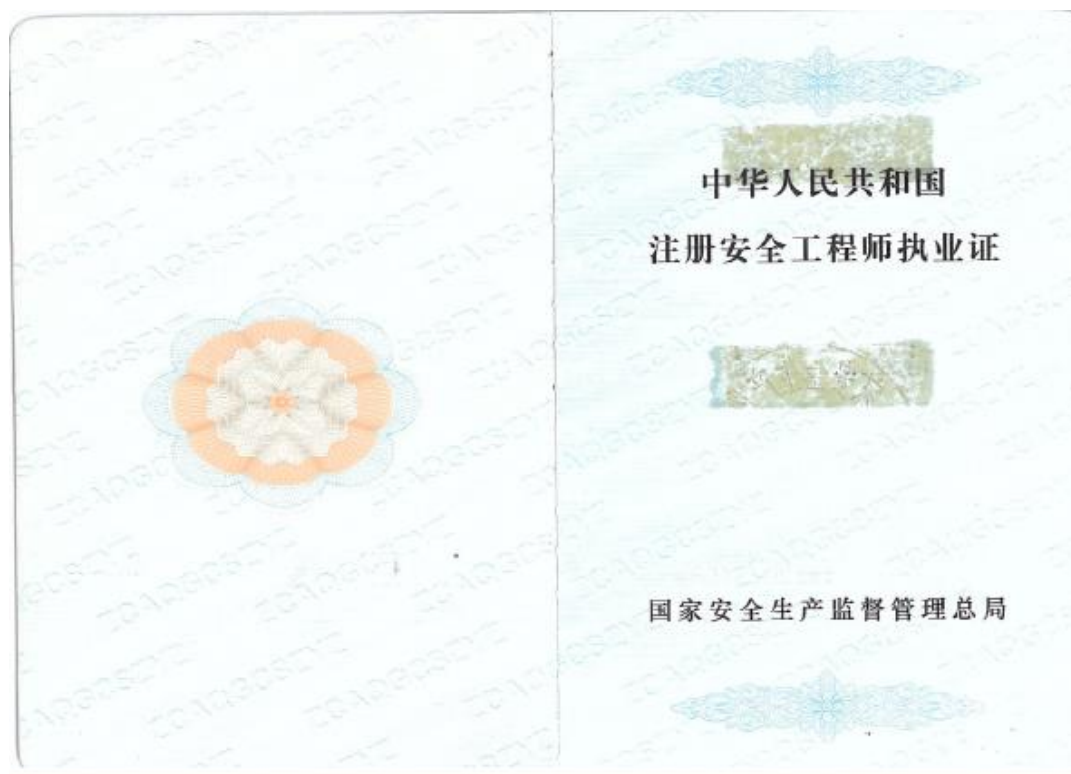 中华人民共和国
注册安全工程师执业证
国家安全生产监督管理总局